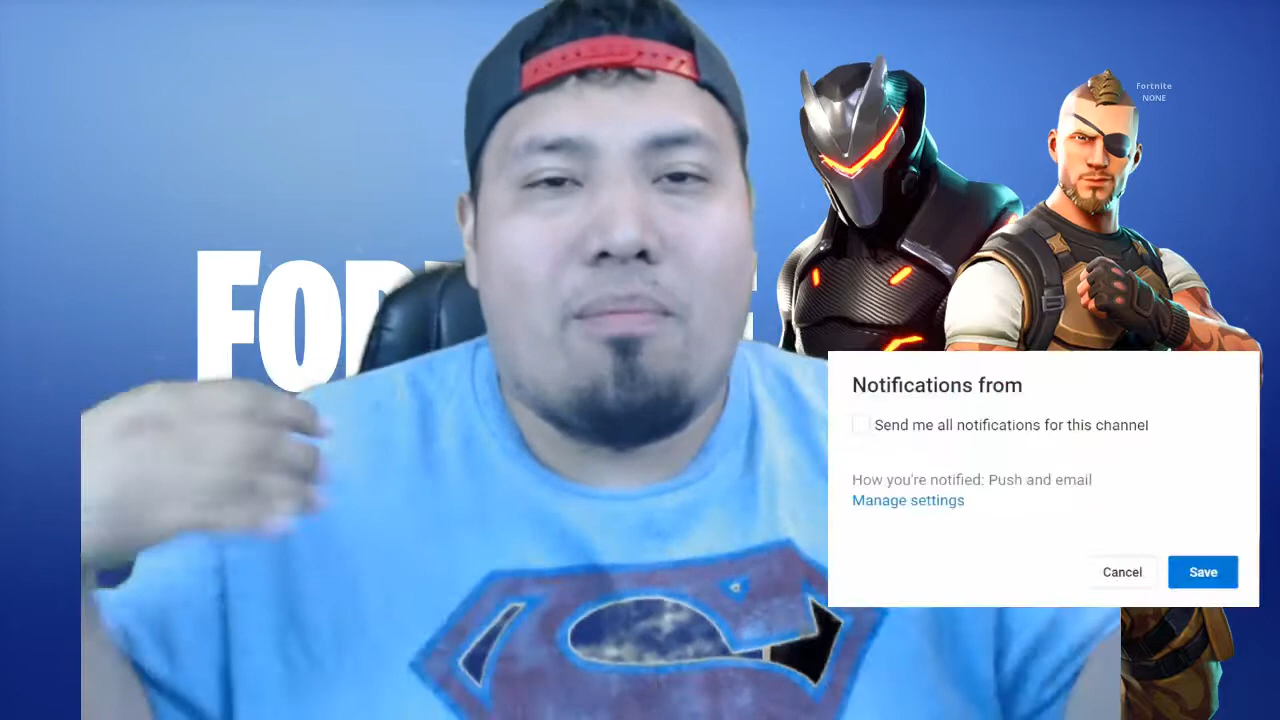 FOR
E
Fortnite
NONE
Notifications from
Send me all notifications for this channel
How you're notified: Push and email
Manage settings
Cancel
Save